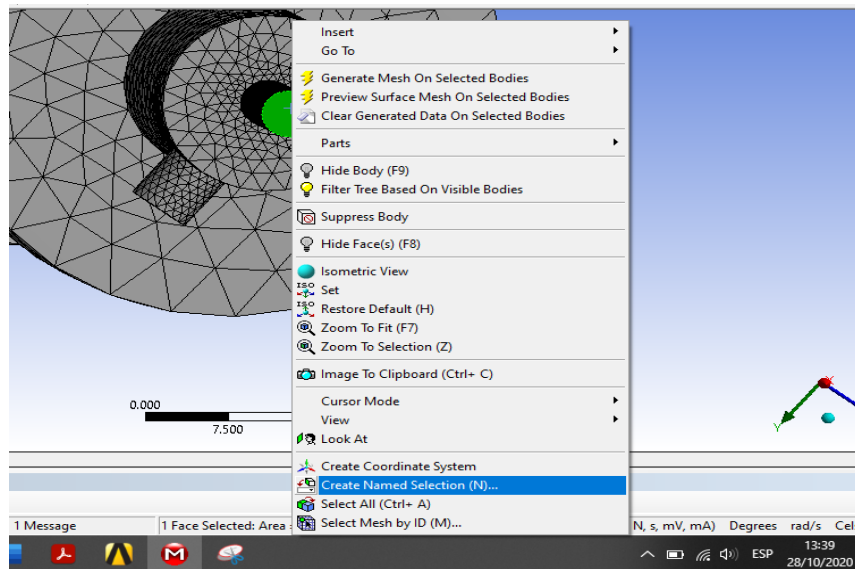 Insert
Go To
Generate Mesh On Selected Bodies
Preview Surface Mesh On Selected Bodies
Clear Generated Data On Selected Bodies
Parts
Hide Body (F9)
Filter Tree Based On Visible Bodies
Suppress Body
Hide Face(s) (F8)
Isometric View
ISO Set
ISO Restore Default (H)
Zoom To Fit (F7)
Zoom To Selection (Z)
Image To Clipboard (Ctrl+ C)
Cursor Mode
View
Look At
Create Coordinate System
Create Named Selection (N)...
Select All (Ctrl+ A)
Select Mesh by ID (M)...
0.000
7.500
X
Y
1 Message 1 Face Selected: Area N, s, mV, mA) Degrees rad/s Cel
ESP 13:39
28/10/2020